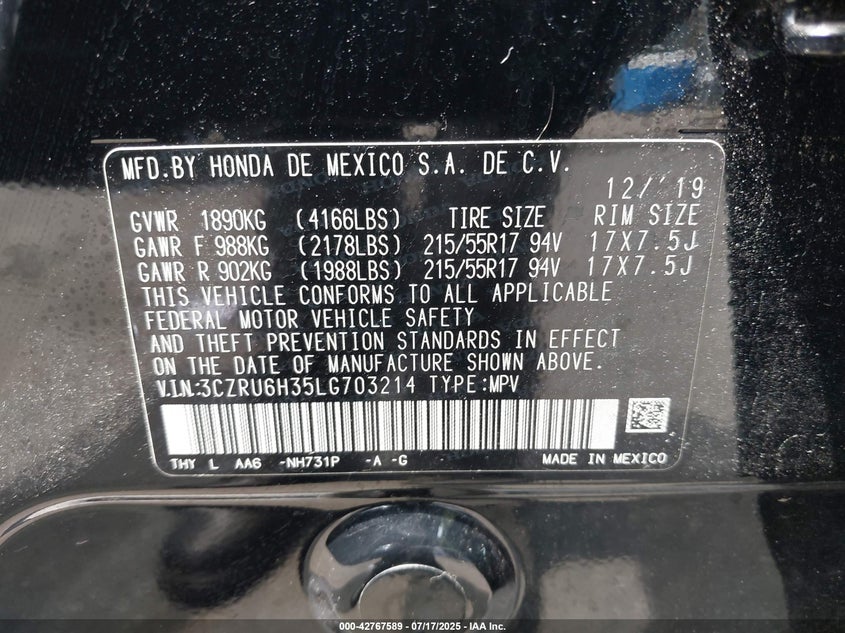 MFD.BY HONDA DE MEXICO S.A. DE C.V.
12/'19
GVWR 1890KG (4166LBS) TIRE SIZE RIM SIZE
GAWR F 988KG (2178LBS) 215/55R17 94V 17X7.5J
GAWR R 902KG (1988LBS) 215/55R17 94V 17X7.5J
THIS VEHICLE CONFORMS TO ALL APPLICABLE
FEDERAL MOTOR VEHICLE SAFETY
AND THEFT PREVENTION STANDARDS IN EFFECT
ON THE DATE OF MANUFACTURE SHOWN ABOVE.
V.I.N:3CZRU6H35LG703214 TYPE:MPV
THY L AA6 -NH731P -A -G MADE IN MEXICO
000-42767589 - 07/17/2025 - IAA Inc.